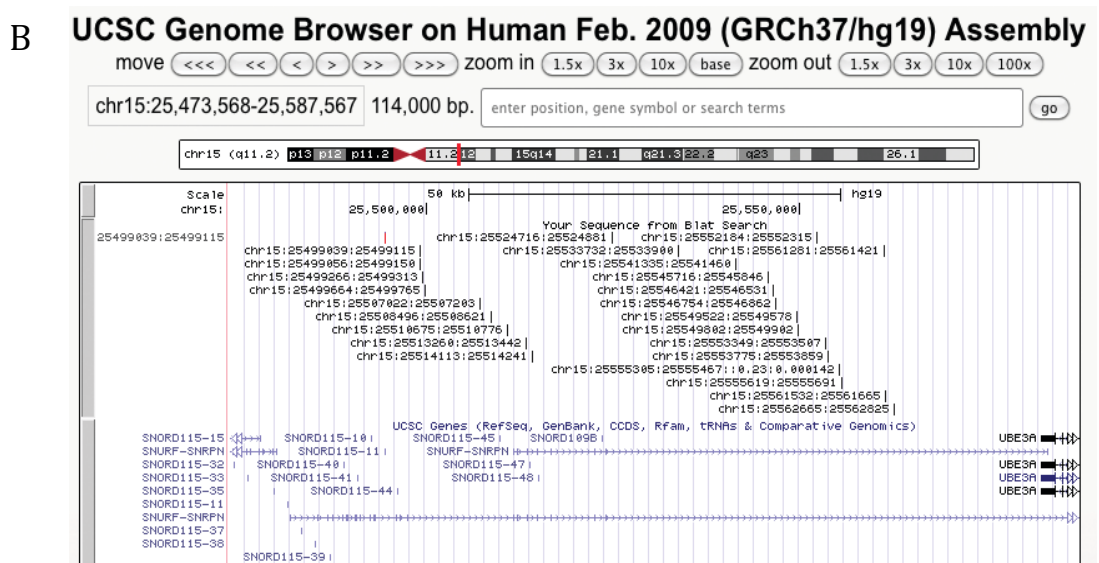 B
UCSC Genome Browser on Human Feb. 2009 (GRCh37/hg19) Assembly
move <<< << < > >> >>> zoom in 1.5x 3x 10x base zoom out 1.5x 3x 10x 100x
chr15:25,473,568-25,587,567 114,000 bp. enter position, gene symbol or search terms go
chr15 (q11.2) p13 p12 p11.2 11.2 12 15q14 21.1 q21.3 22.2 q23 26.1
Scale 50 kb hg19
chr15: 25,500,000 25,550,000
Your Sequence from Blat Search
25499039:25499115 chr15:25524716:25524881 chr15:25552184:25552315
chr15:25499039:25499115 chr15:25533732:25533900 chr15:25561281:25561421
chr15:25499056:25499150 chr15:25541335:25541460
chr15:25499266:25499313 chr15:25545716:25545846
chr15:25499664:25499765 chr15:25546421:25546531
chr15:25507022:25507203 chr15:25546754:25546862
chr15:25508496:25508621 chr15:25549522:25549578
chr15:25510675:25510776 chr15:25549802:25549902
chr15:25513260:25513442 chr15:25553349:25553507
chr15:25514113:25514241 chr15:25553775:25553859
chr15:25555305:25555467::0.23:0.000142
chr15:25555619:25555691
chr15:25561532:25561665
chr15:25562665:25562825
UCSC Genes (RefSeq, GenBank, CCDS, Rfam, tRNAs & Comparative Genomics)
SNORD115-15 SNORD115-10 SNORD115-45 SNORD109B UBE3A
SNURF-SNRPN SNORD115-11 SNURF-SNRPN
SNORD115-32 SNORD115-40 SNORD115-47 UBE3A
SNORD115-33 SNORD115-41 SNORD115-48 UBE3A
SNORD115-35 SNORD115-44 UBE3A
SNORD115-11
SNURF-SNRPN
SNORD115-37
SNORD115-38
SNORD115-39